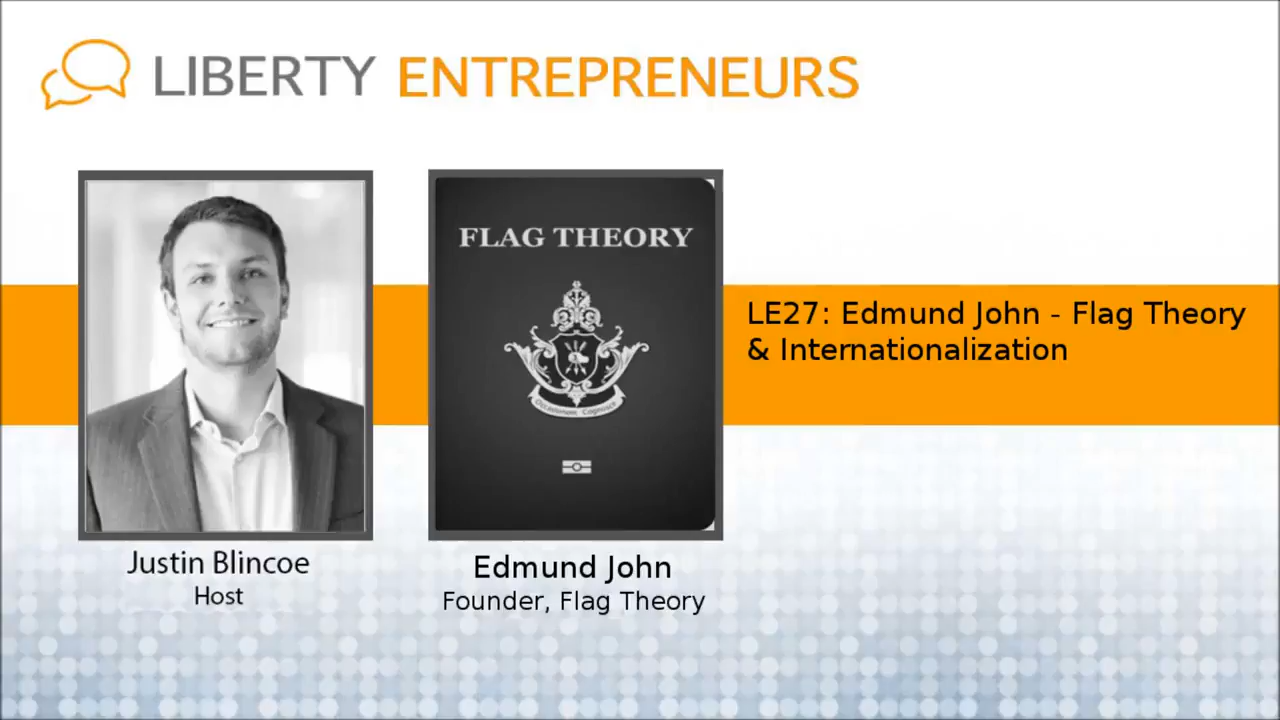 LIBERTY ENTREPRENEURS
FLAG THEORY
LE27: Edmund John - Flag Theory
& Internationalization
Justin Blincoe
Host
Edmund John
Founder, Flag Theory